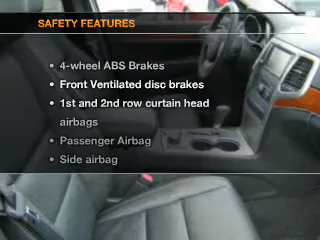 SAFETY FEATURES
• 4-wheel ABS Brakes
• Front Ventilated disc brakes
• 1st and 2nd row curtain head
airbags
• Passenger Airbag
• Side airbag